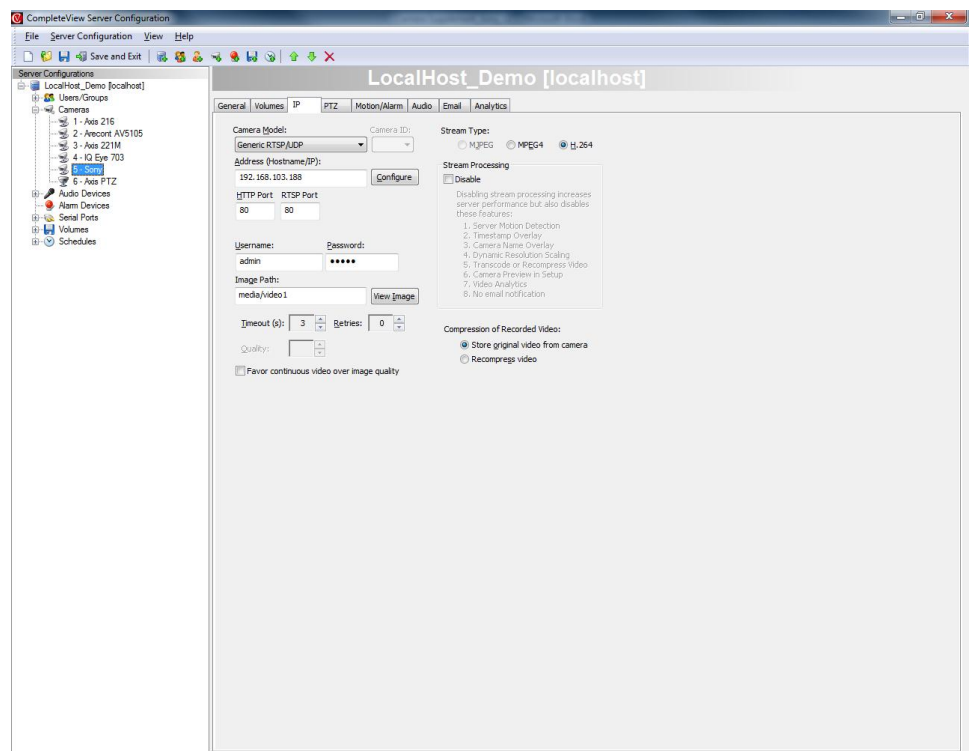 CompleteView Server Configuration
File Server Configuration View Help
Save and Exit
Server Configurations
LocalHost_Demo [localhost]
Users/Groups
Cameras
1 - Axis 216
2 - Arecont AV5105
3 - Axis 221M
4 - IQ Eye 703
5 - Sony
6 - Axis PTZ
Audio Devices
Alarm Devices
Serial Ports
Volumes
Schedules
LocalHost_Demo [localhost]
General Volumes IP PTZ Motion/Alarm Audio Email Analytics
Camera Model: Camera ID:
Generic RTSP/UDP
Address (Hostname/IP):
192.168.103.188 Configure
HTTP Port RTSP Port
80 80
Username: Password:
admin •••••
Image Path:
media/video1 View Image
Timeout (s): 3 Retries: 0
Quality:
Favor continuous video over image quality
Stream Type:
MJPEG MPEG4 H.264
Stream Processing
Disable
Disabling stream processing increases
server performance but also disables
these features:
1. Server Motion Detection
2. Timestamp Overlay
3. Camera Name Overlay
4. Dynamic Resolution Scaling
5. Transcode or Recompress Video
6. Camera Preview in Setup
7. Video Analytics
8. No email notification
Compression of Recorded Video:
Store original video from camera
Recompress video